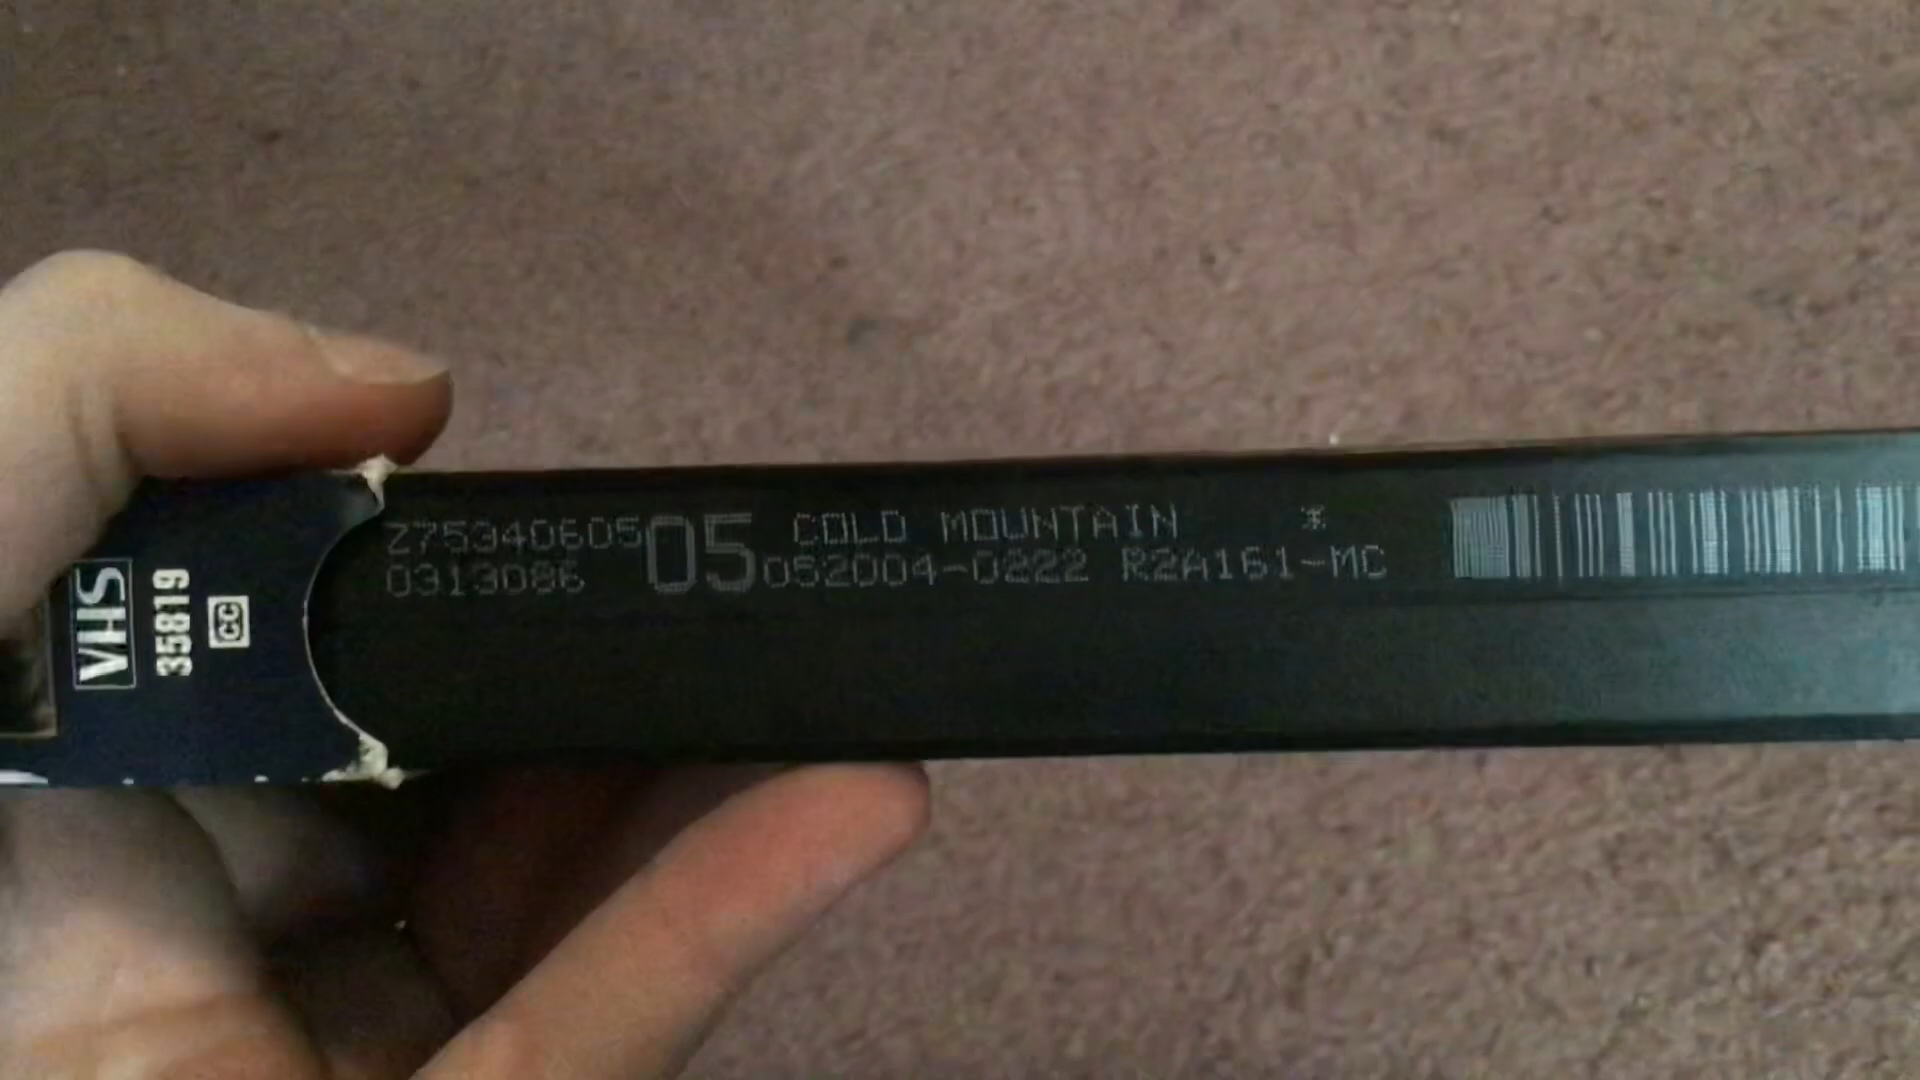 VHS
35819
CC
Z75340605 05 COLD MOUNTAIN *
0313086 052004-0222 R2A161-MC